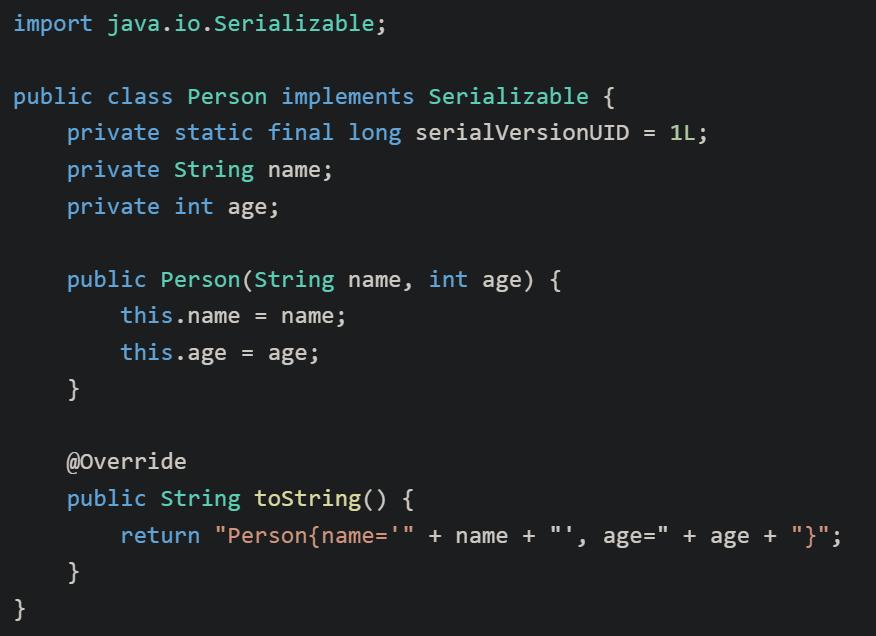 import java.io.Serializable;

public class Person implements Serializable {
    private static final long serialVersionUID = 1L;
    private String name;
    private int age;

    public Person(String name, int age) {
        this.name = name;
        this.age = age;
    }

    @Override
    public String toString() {
        return "Person{name='" + name + "', age=" + age + "}";
    }
}